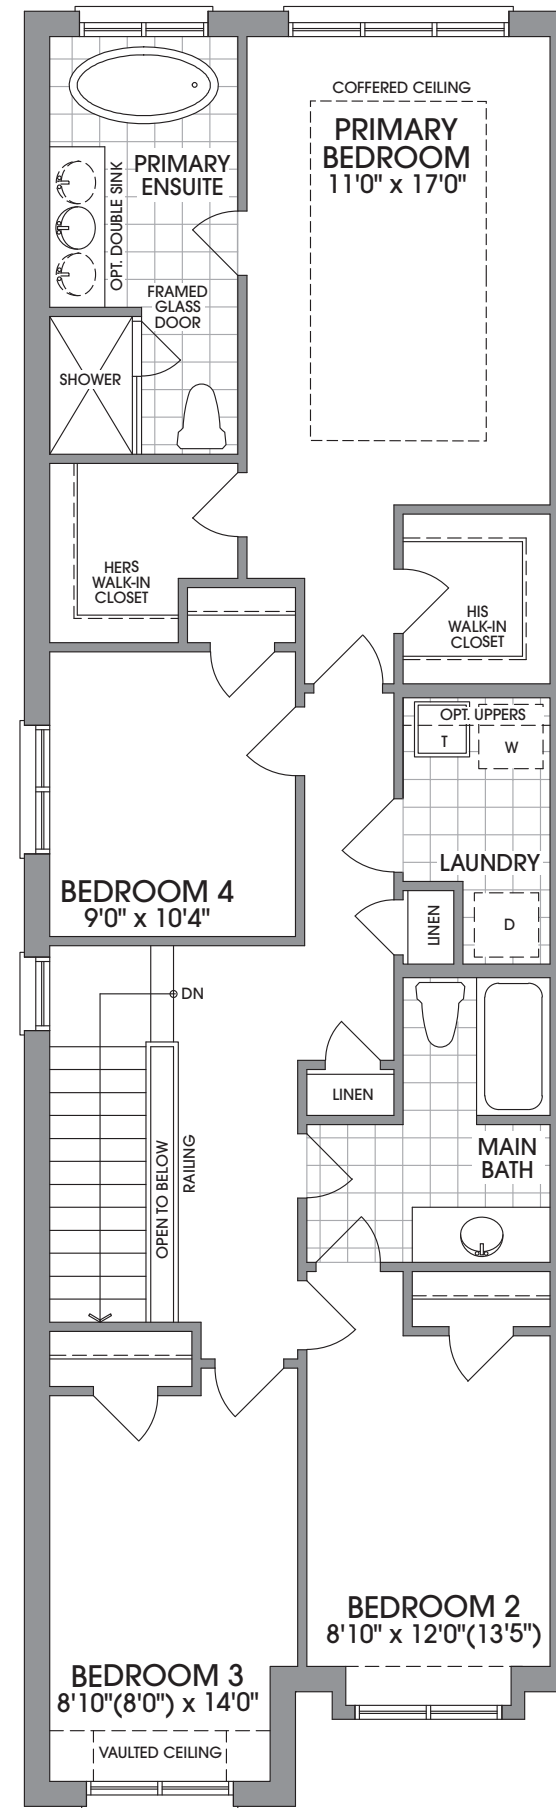 COFFERED CEILING
PRIMARY
BEDROOM
11'0" x 17'0"
PRIMARY
ENSUITE
OPT. DOUBLE SINK
FRAMED
GLASS
DOOR
SHOWER
HERS
WALK-IN
CLOSET
HIS
WALK-IN
CLOSET
OPT. UPPERS
T
W
LAUNDRY
BEDROOM 4
9'0" x 10'4"
LINEN
D
DN
LINEN
OPEN TO BELOW
RAILING
MAIN
BATH
BEDROOM 2
8'10" x 12'0"(13'5")
BEDROOM 3
8'10"(8'0") x 14'0"
VAULTED CEILING